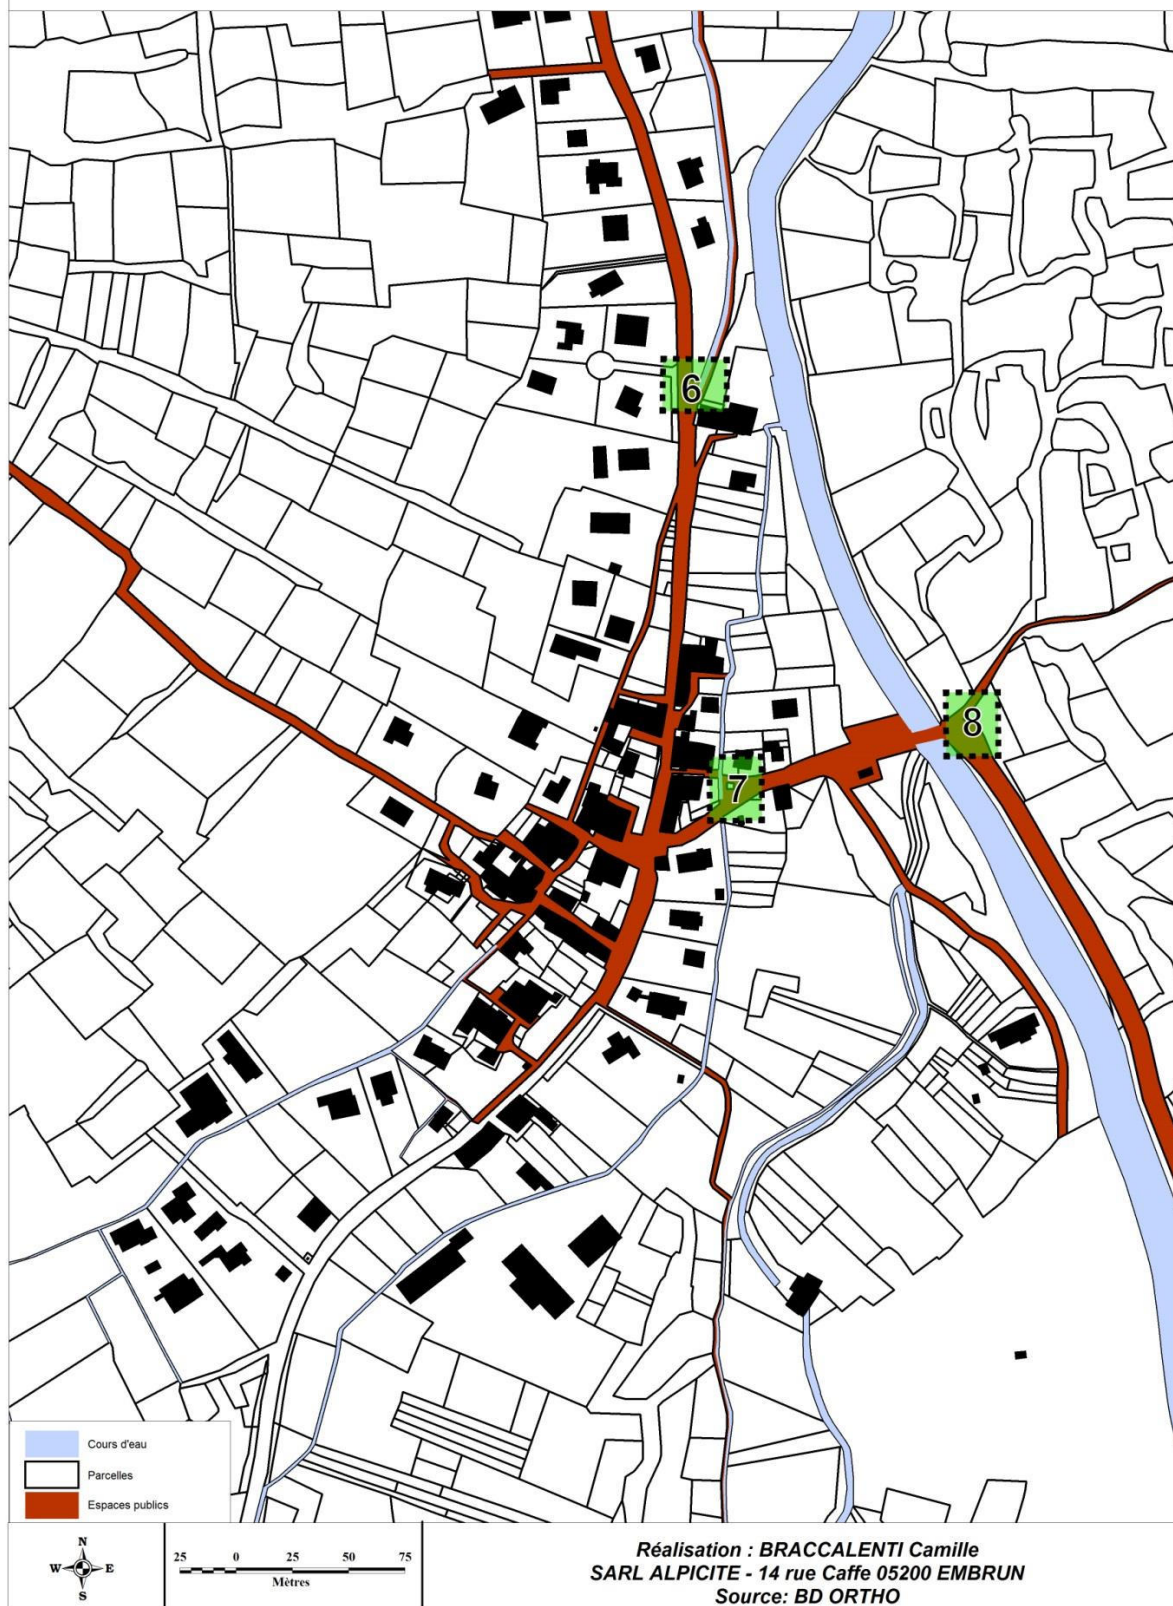 6
8
7
Cours d'eau
Parcelles
Espaces publics
N
W E
S
25 0 25 50 75
Mètres
Réalisation : BRACCALENTI Camille
SARL ALPICITE - 14 rue Caffe 05200 EMBRUN
Source: BD ORTHO